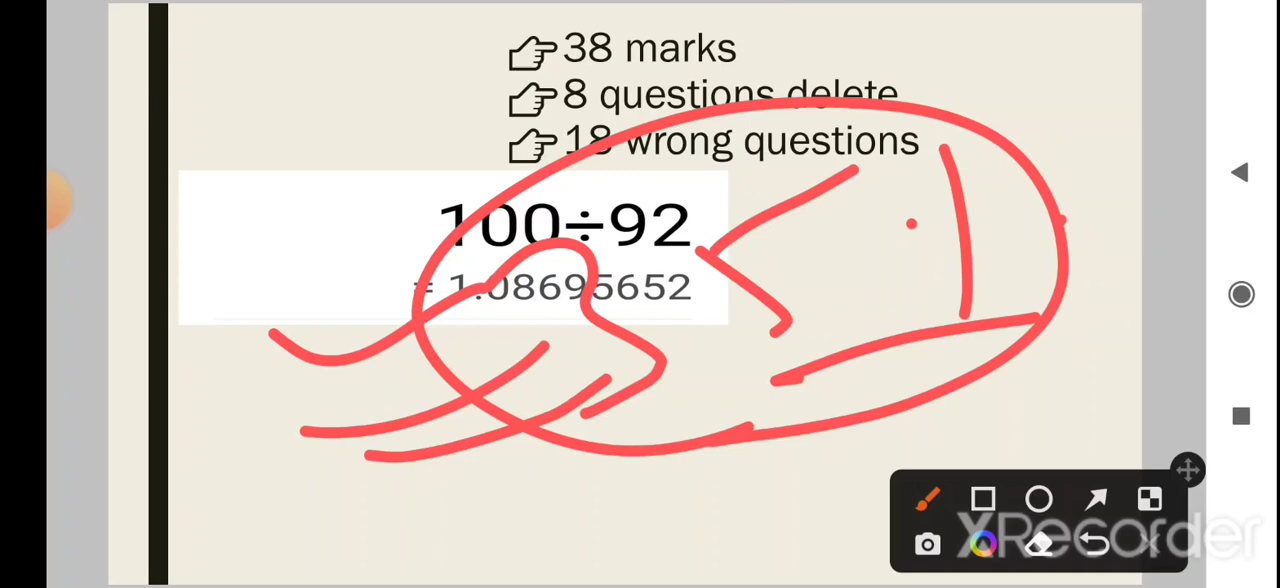 38 marks
8 questions delete
18 wrong questions
100÷92
= 1.08695652
XRecorder